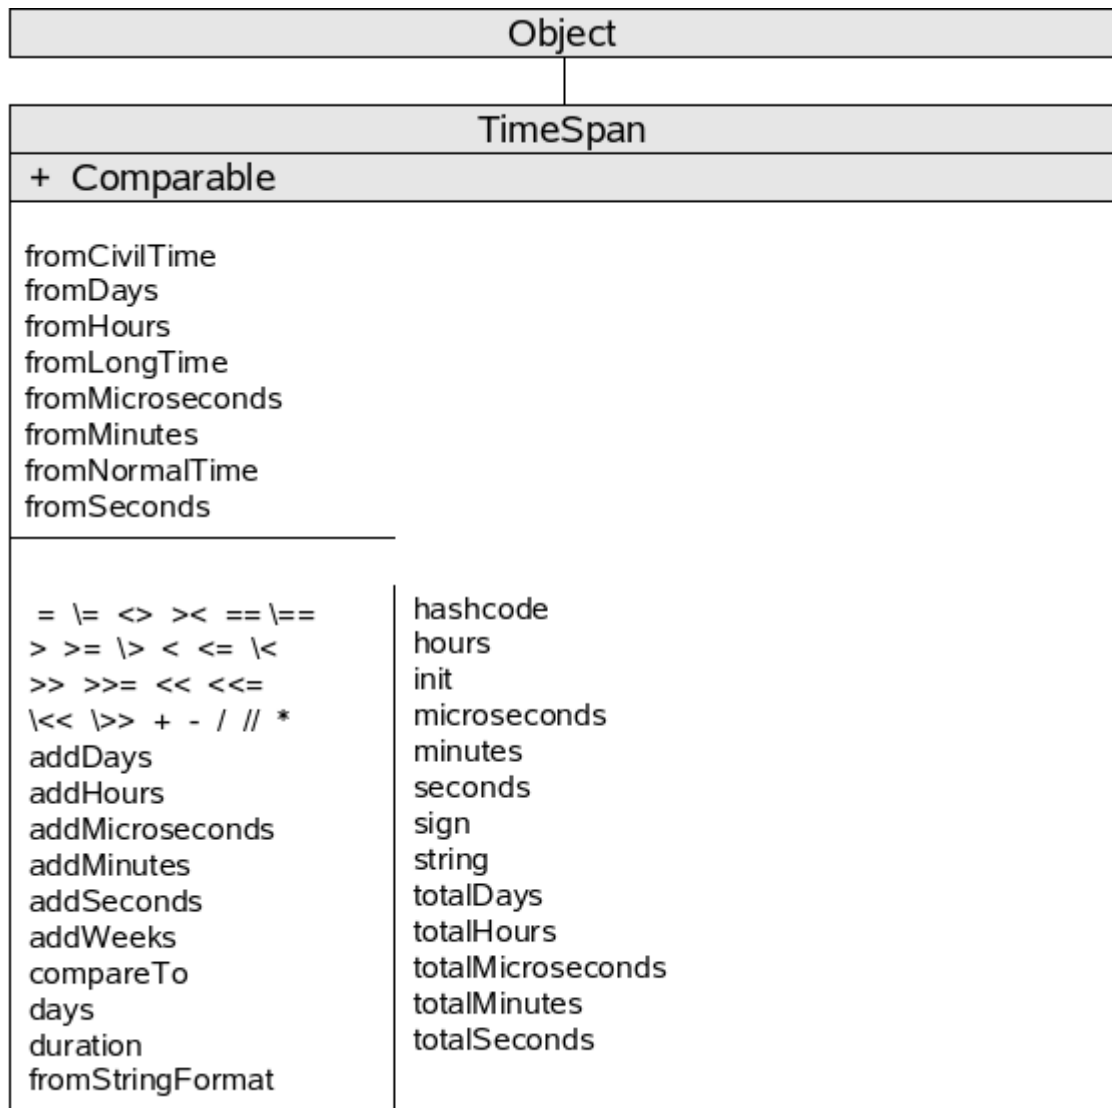 Object
TimeSpan
+ Comparable
fromCivilTime
fromDays
fromHours
fromLongTime
fromMicroseconds
fromMinutes
fromNormalTime
fromSeconds
= \= <> >< == \==
> >= \> < <= \<
>> >>= << <<=
\<< \>> + - / // *
addDays
addHours
addMicroseconds
addMinutes
addSeconds
addWeeks
compareTo
days
duration
fromStringFormat
hashcode
hours
init
microseconds
minutes
seconds
sign
string
totalDays
totalHours
totalMicroseconds
totalMinutes
totalSeconds